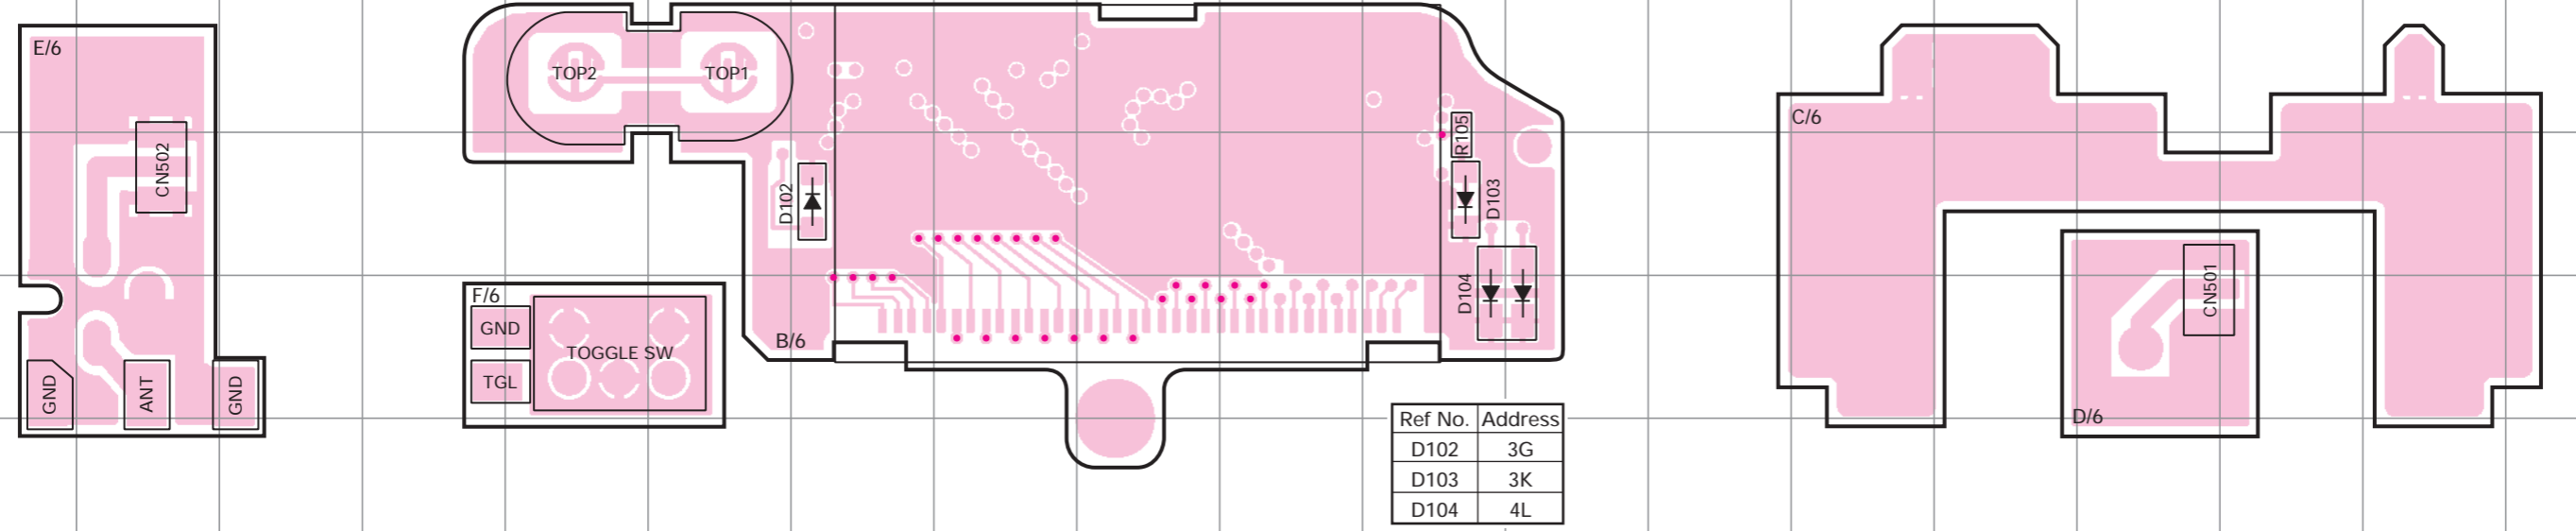 E/6
CN502
GND
ANT
GND
TOP2
TOP1
D102
R105
D103
D104
B/6
F/6
GND
TGL
TOGGLE SW
Ref No. Address
D102 3G
D103 3K
D104 4L
C/6
CN501
D/6